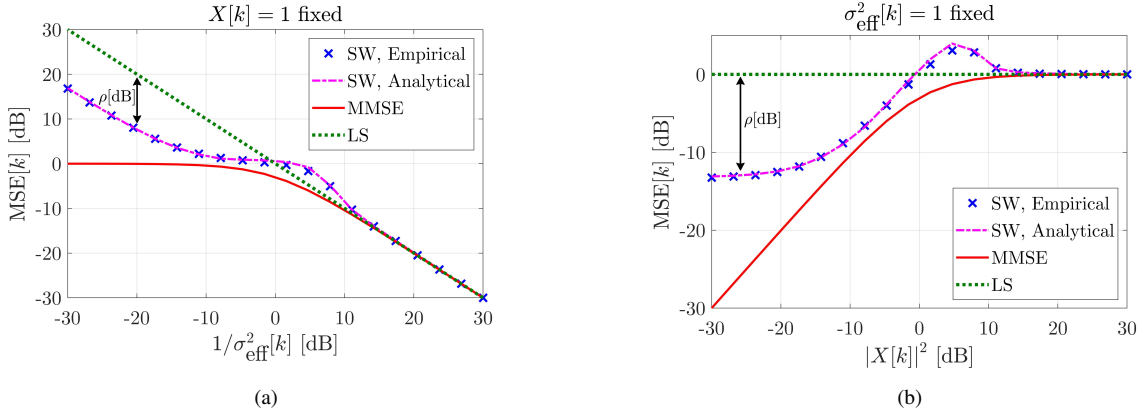 X[k] = 1 fixed
MSE[k] [dB]
30
20
10
0
-10
-20
-30
ρ[dB]
SW, Empirical
SW, Analytical
MMSE
LS
-30 -20 -10 0 10 20 30
1/σ²eff[k] [dB]
(a)
σ²eff[k] = 1 fixed
MSE[k] [dB]
0
-10
-20
-30
ρ[dB]
SW, Empirical
SW, Analytical
MMSE
LS
-30 -20 -10 0 10 20 30
|X[k]|² [dB]
(b)